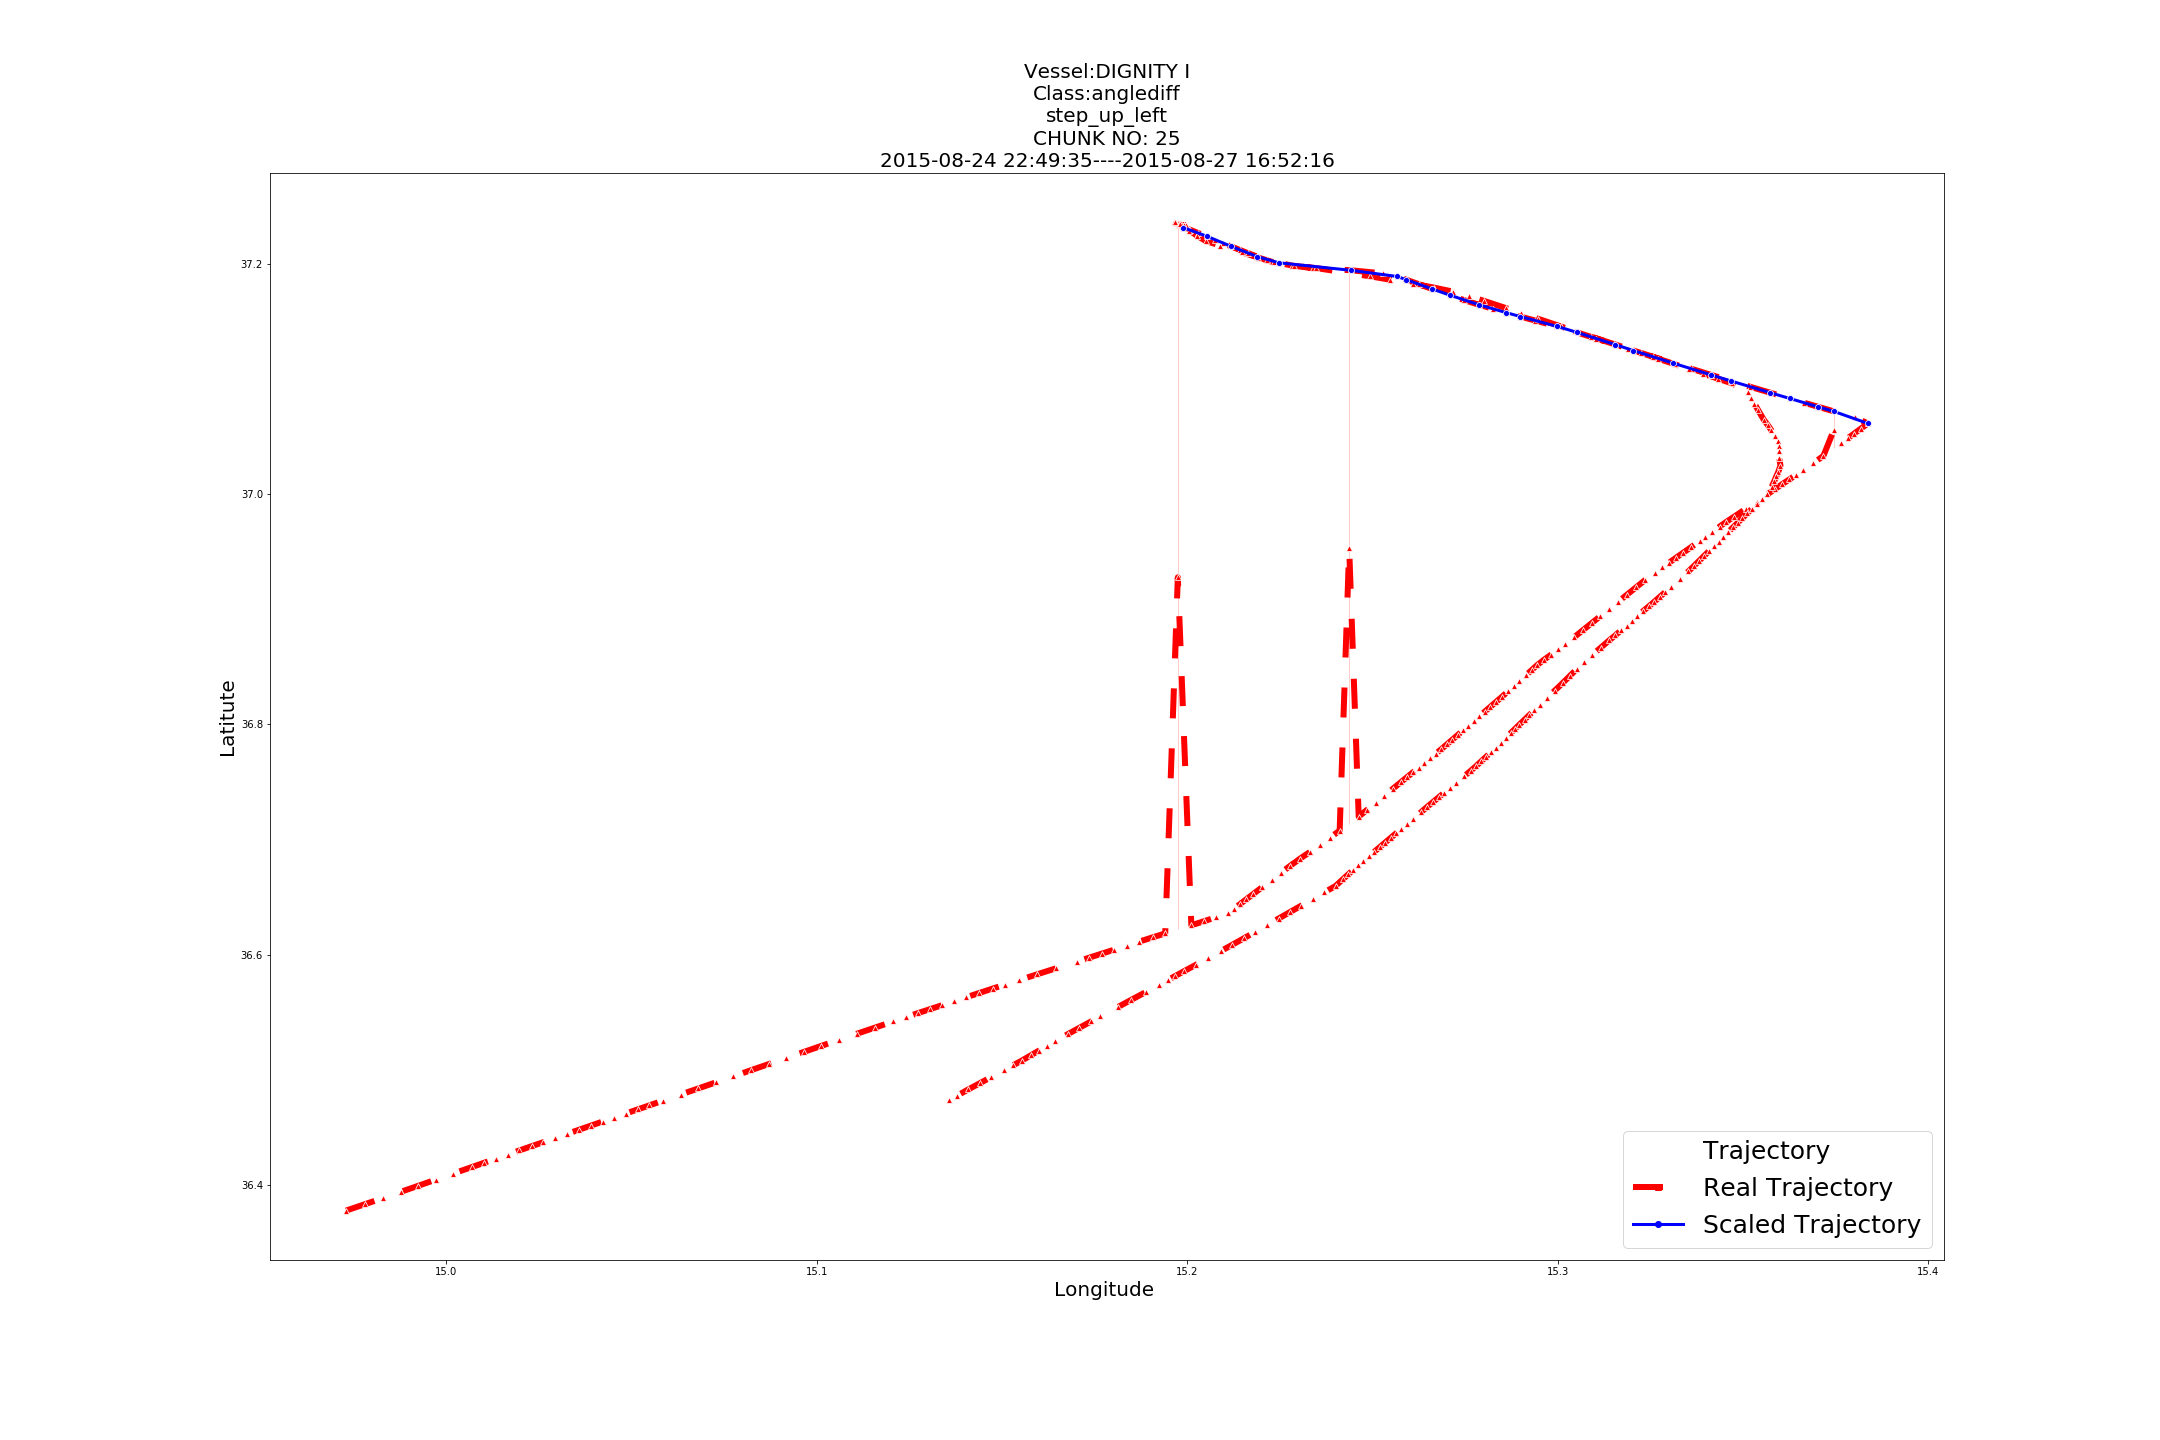 Vessel:DIGNITY I
Class:anglediff
step_up_left
CHUNK NO: 25
2015-08-24 22:49:35----2015-08-27 16:52:16
37.2
37.0
36.8
36.6
36.4
Latitute
15.0 15.1 15.2 15.3 15.4
Longitude
Trajectory
Real Trajectory
Scaled Trajectory